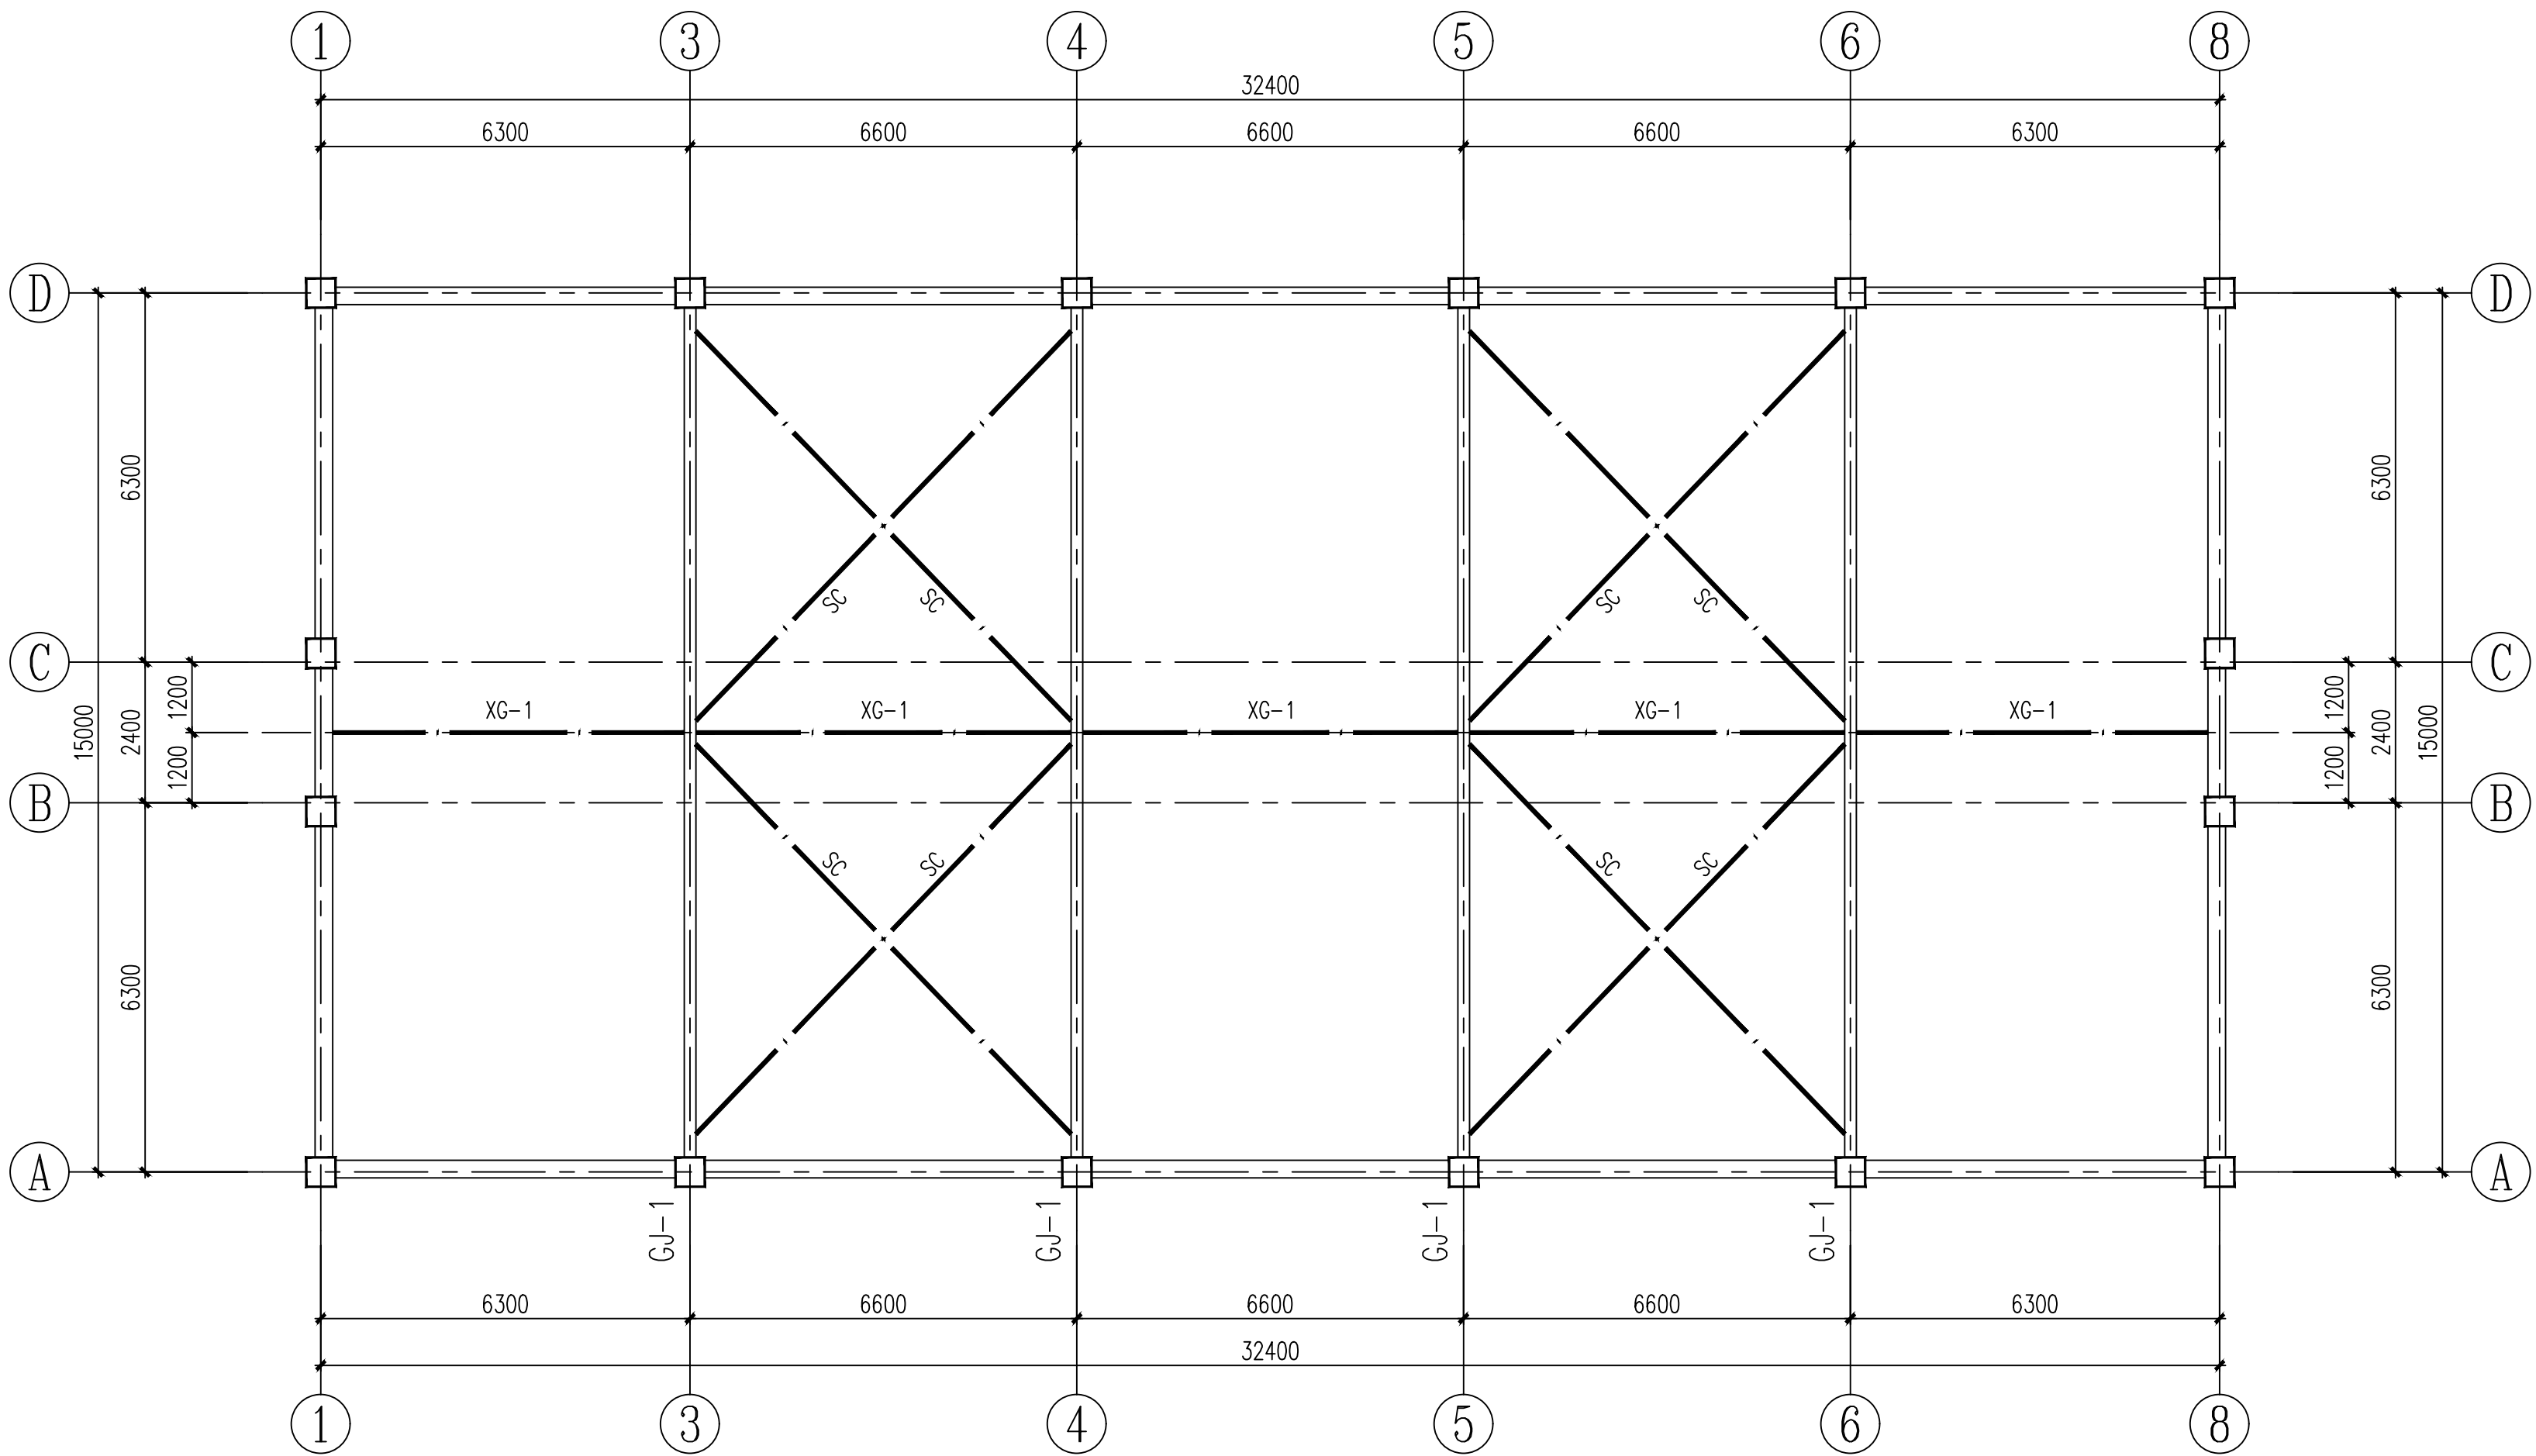 1 3 4 5 6 8
32400
6300 6600 6600 6600 6300
D D
6300 6300
SC SC SC SC
C C
1200 1200
XG-1 XG-1 XG-1 XG-1 XG-1
15000 2400 2400 15000
1200 1200
B B
SC SC SC SC
6300 6300
A A
GJ-1 GJ-1 GJ-1 GJ-1
6300 6600 6600 6600 6300
32400
1 3 4 5 6 8